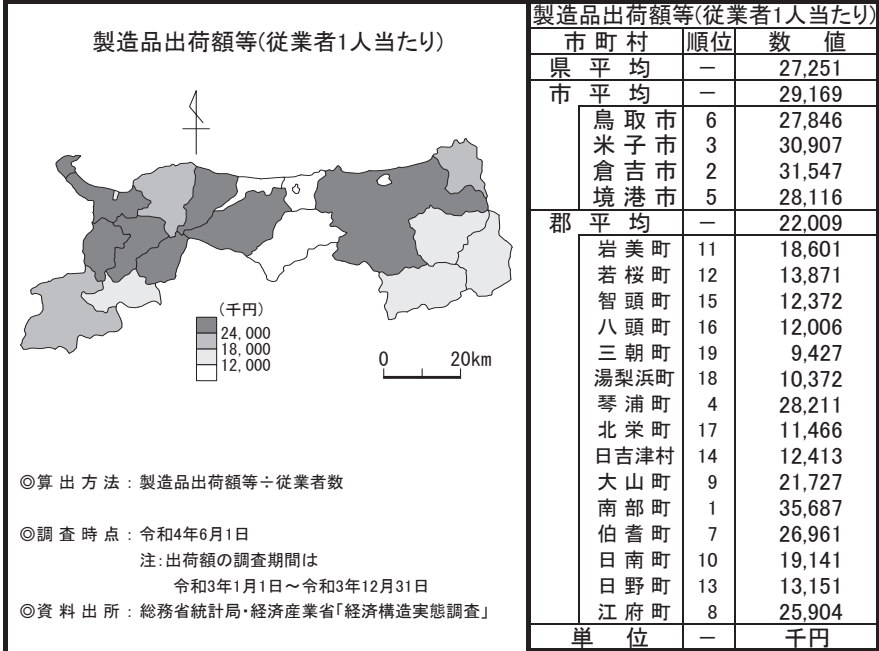 製造品出荷額等(従業者1人当たり)
(千円)
24,000
18,000
12,000
0 20km
◎算出方法：製造品出荷額等÷従業者数
◎調査時点：令和4年6月1日
注:出荷額の調査期間は
令和3年1月1日～令和3年12月31日
◎資料出所：総務省統計局・経済産業省「経済構造実態調査」
製造品出荷額等(従業者1人当たり)
市町村 順位 数値
県平均 － 27,251
市平均 － 29,169
鳥取市 6 27,846
米子市 3 30,907
倉吉市 2 31,547
境港市 5 28,116
郡平均 － 22,009
岩美町 11 18,601
若桜町 12 13,871
智頭町 15 12,372
八頭町 16 12,006
三朝町 19 9,427
湯梨浜町 18 10,372
琴浦町 4 28,211
北栄町 17 11,466
日吉津村 14 12,413
大山町 9 21,727
南部町 1 35,687
伯耆町 7 26,961
日南町 10 19,141
日野町 13 13,151
江府町 8 25,904
単位 － 千円